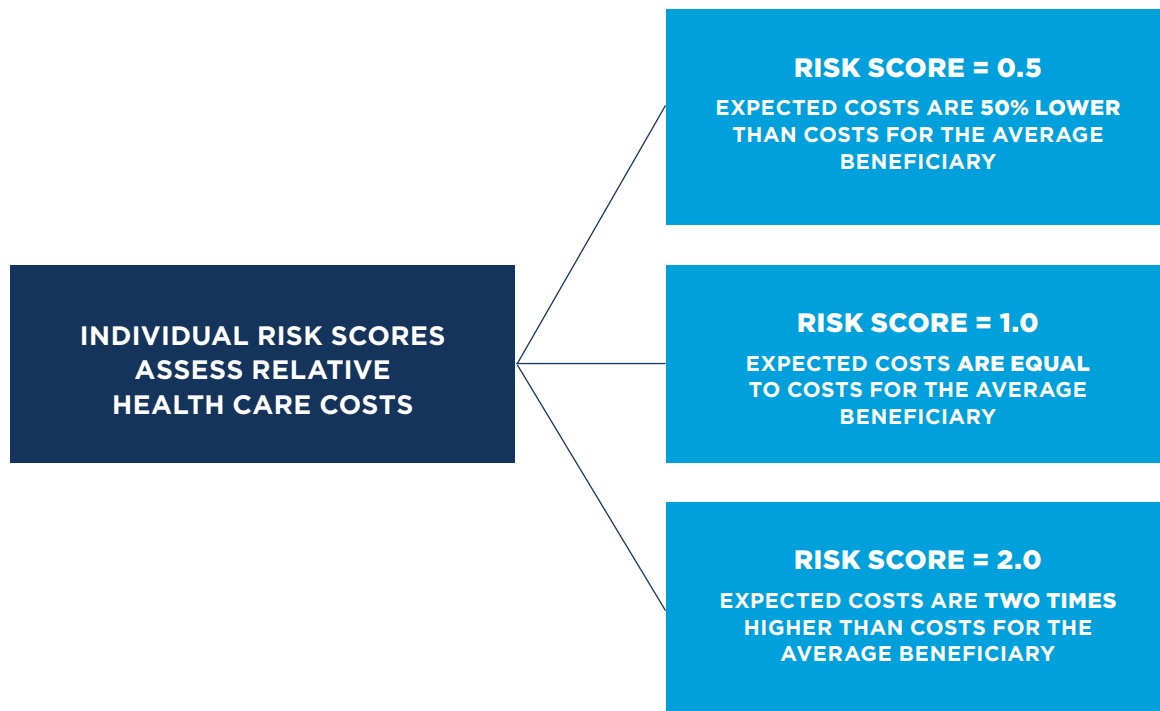 INDIVIDUAL RISK SCORES
ASSESS RELATIVE
HEALTH CARE COSTS
RISK SCORE = 0.5
EXPECTED COSTS ARE 50% LOWER
THAN COSTS FOR THE AVERAGE
BENEFICIARY
RISK SCORE = 1.0
EXPECTED COSTS ARE EQUAL
TO COSTS FOR THE AVERAGE
BENEFICIARY
RISK SCORE = 2.0
EXPECTED COSTS ARE TWO TIMES
HIGHER THAN COSTS FOR THE
AVERAGE BENEFICIARY